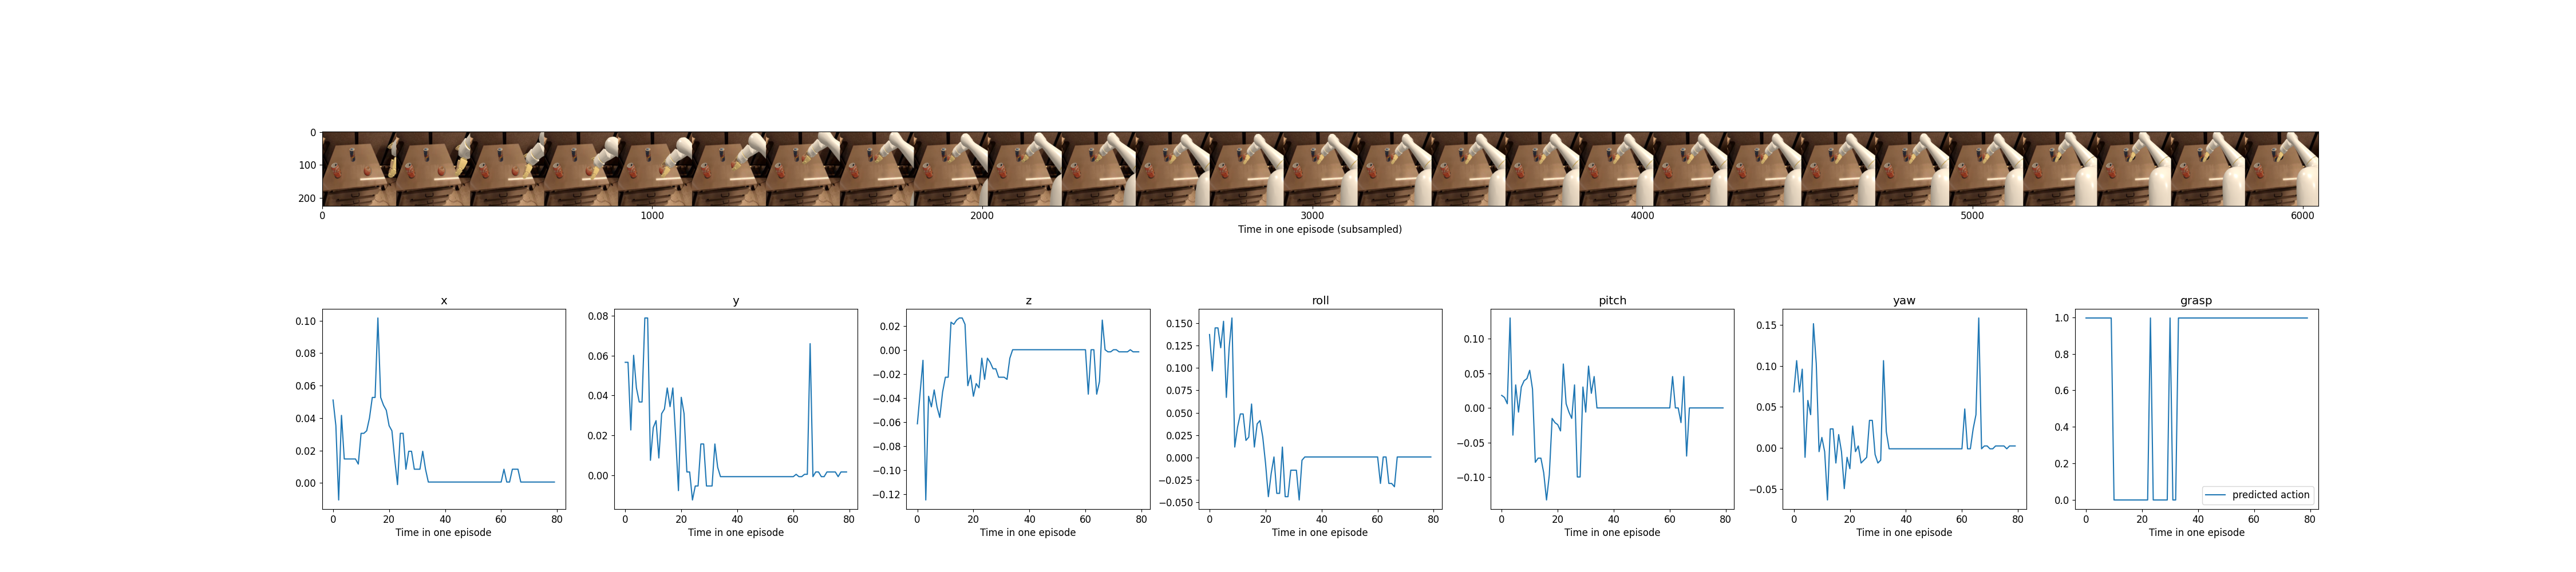 0
100
200
0 1000 2000 3000 4000 5000 6000
Time in one episode (subsampled)
x y z roll pitch yaw grasp
0.10
0.08
0.06
0.04
0.02
0.00
0 20 40 60 80
Time in one episode
0.08
0.06
0.04
0.02
0.00
0 20 40 60 80
Time in one episode
0.02
0.00
−0.02
−0.04
−0.06
−0.08
−0.10
−0.12
0 20 40 60 80
Time in one episode
0.150
0.125
0.100
0.075
0.050
0.025
0.000
−0.025
−0.050
0 20 40 60 80
Time in one episode
0.10
0.05
0.00
−0.05
−0.10
0 20 40 60 80
Time in one episode
0.15
0.10
0.05
0.00
−0.05
0 20 40 60 80
Time in one episode
1.0
0.8
0.6
0.4
0.2
0.0
predicted action
0 20 40 60 80
Time in one episode